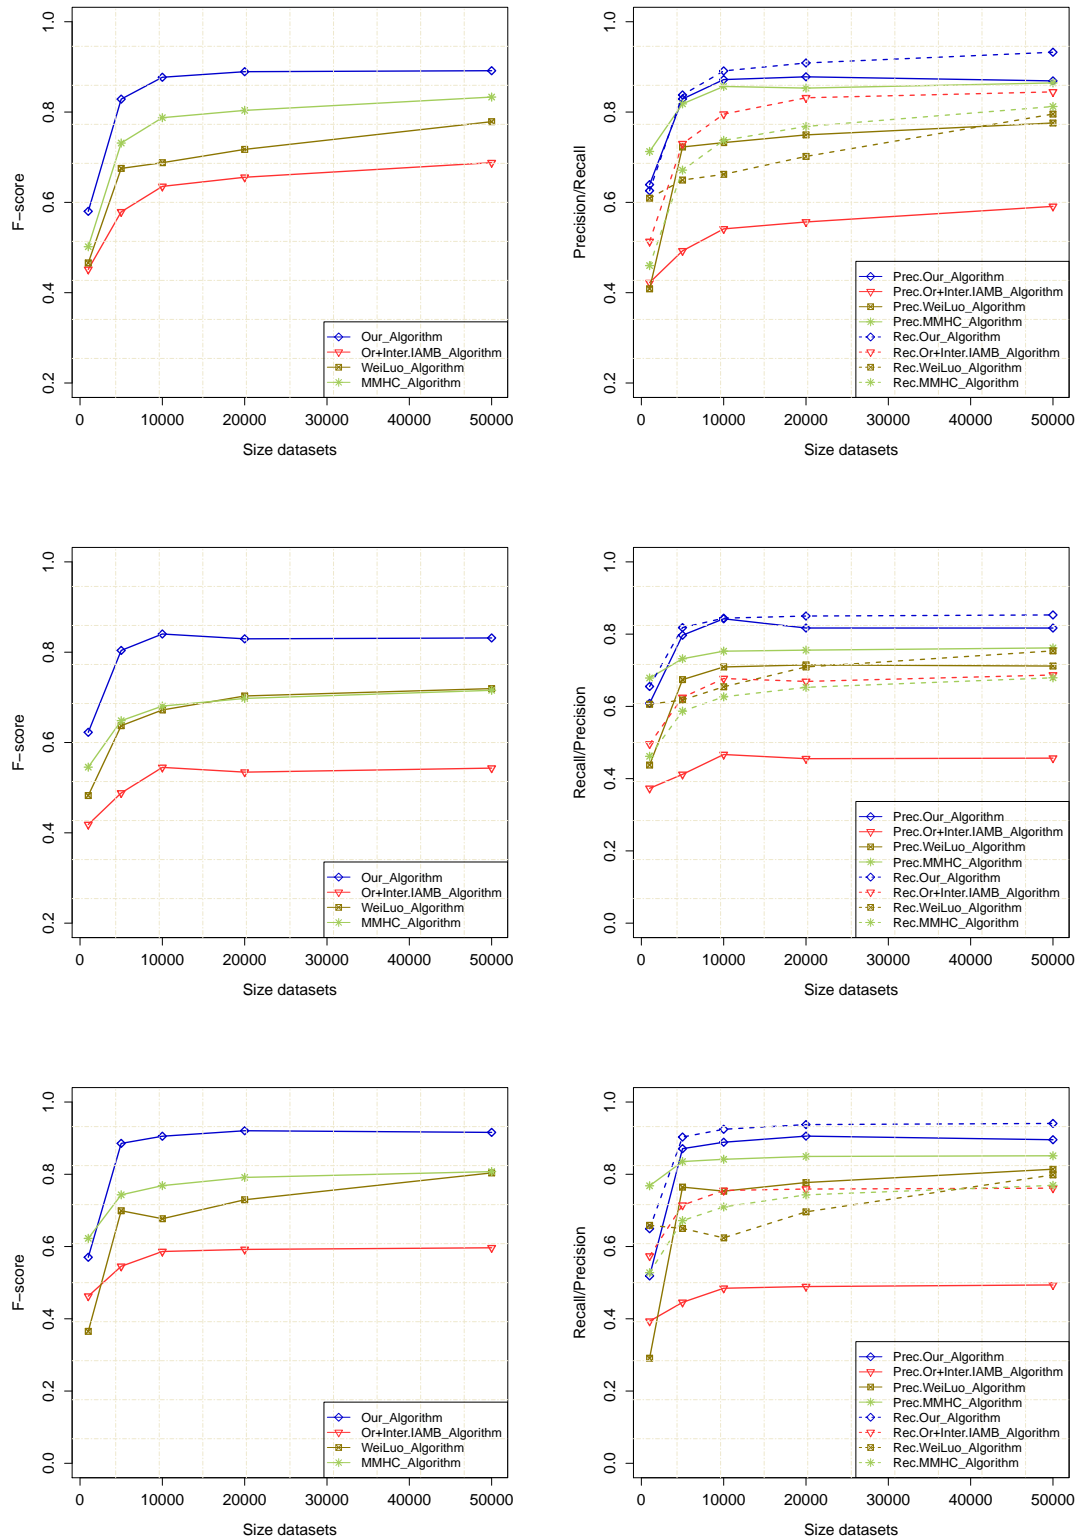 1.0
0.8
0.6
0.4
0.2
F−score
0 10000 20000 30000 40000 50000
Size datasets
Our_Algorithm
Or+Inter.IAMB_Algorithm
WeiLuo_Algorithm
MMHC_Algorithm
1.0
0.8
0.6
0.4
0.2
Precision/Recall
0 10000 20000 30000 40000 50000
Size datasets
Prec.Our_Algorithm
Prec.Or+Inter.IAMB_Algorithm
Prec.WeiLuo_Algorithm
Prec.MMHC_Algorithm
Rec.Our_Algorithm
Rec.Or+Inter.IAMB_Algorithm
Rec.WeiLuo_Algorithm
Rec.MMHC_Algorithm
1.0
0.8
0.6
0.4
0.2
F−score
0 10000 20000 30000 40000 50000
Size datasets
Our_Algorithm
Or+Inter.IAMB_Algorithm
WeiLuo_Algorithm
MMHC_Algorithm
1.0
0.8
0.6
0.4
0.2
0.0
Recall/Precision
0 10000 20000 30000 40000 50000
Size datasets
Prec.Our_Algorithm
Prec.Or+Inter.IAMB_Algorithm
Prec.WeiLuo_Algorithm
Prec.MMHC_Algorithm
Rec.Our_Algorithm
Rec.Or+Inter.IAMB_Algorithm
Rec.WeiLuo_Algorithm
Rec.MMHC_Algorithm
1.0
0.8
0.6
0.4
0.2
0.0
F−score
0 10000 20000 30000 40000 50000
Size datasets
Our_Algorithm
Or+Inter.IAMB_Algorithm
WeiLuo_Algorithm
MMHC_Algorithm
1.0
0.8
0.6
0.4
0.2
0.0
Recall/Precision
0 10000 20000 30000 40000 50000
Size datasets
Prec.Our_Algorithm
Prec.Or+Inter.IAMB_Algorithm
Prec.WeiLuo_Algorithm
Prec.MMHC_Algorithm
Rec.Our_Algorithm
Rec.Or+Inter.IAMB_Algorithm
Rec.WeiLuo_Algorithm
Rec.MMHC_Algorithm